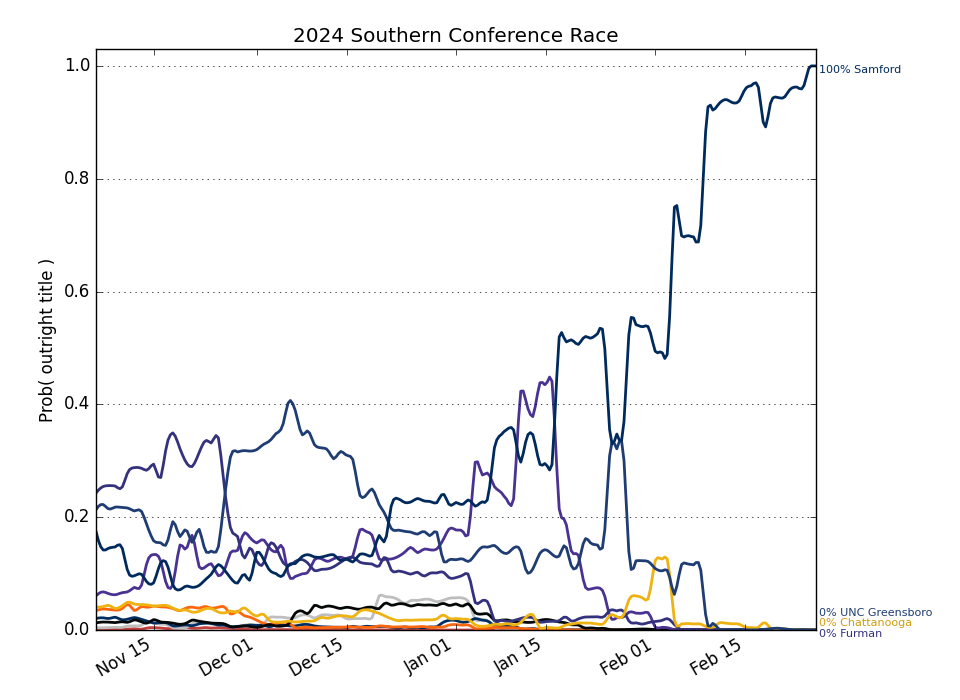 2024 Southern Conference Race
Prob( outright title )
1.0
0.8
0.6
0.4
0.2
0.0
Nov 15
Dec 01
Dec 15
Jan 01
Jan 15
Feb 01
Feb 15
100% Samford
0% UNC Greensboro
0% Chattanooga
0% Furman